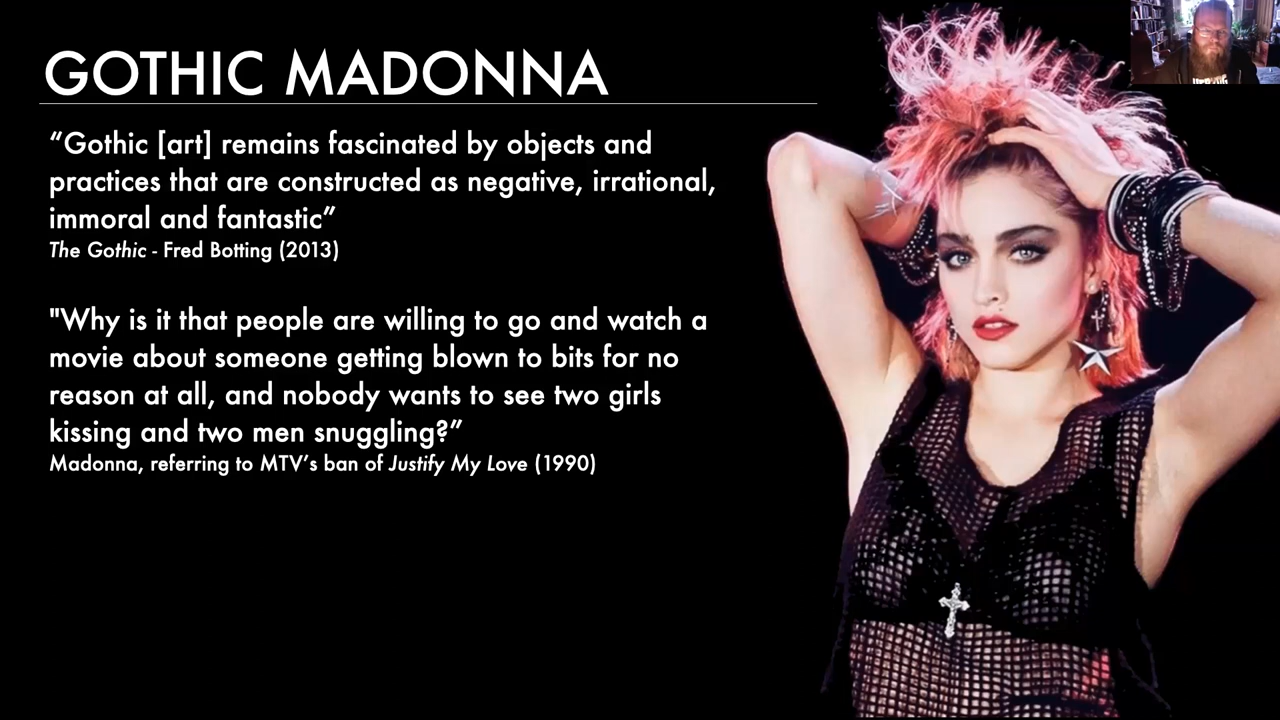 GOTHIC MADONNA
“Gothic [art] remains fascinated by objects and
practices that are constructed as negative, irrational,
immoral and fantastic”
The Gothic - Fred Botting (2013)
"Why is it that people are willing to go and watch a
movie about someone getting blown to bits for no
reason at all, and nobody wants to see two girls
kissing and two men snuggling?”
Madonna, referring to MTV’s ban of Justify My Love (1990)